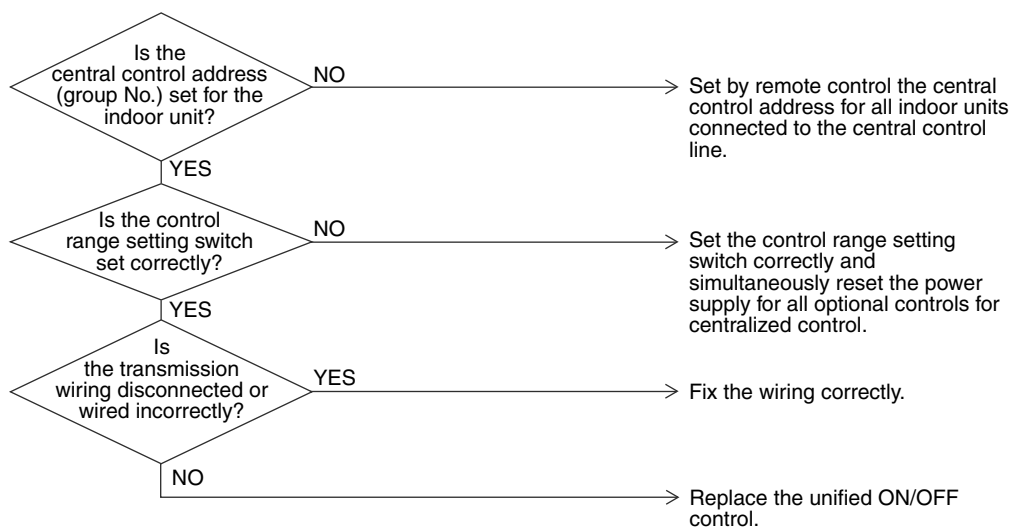 Is the
central control address
(group No.) set for the
indoor unit?
NO
Set by remote control the central
control address for all indoor units
connected to the central control
line.
YES
Is the control
range setting switch
set correctly?
NO
Set the control range setting
switch correctly and
simultaneously reset the power
supply for all optional controls for
centralized control.
YES
Is
the transmission
wiring disconnected or
wired incorrectly?
YES
Fix the wiring correctly.
NO
Replace the unified ON/OFF
control.